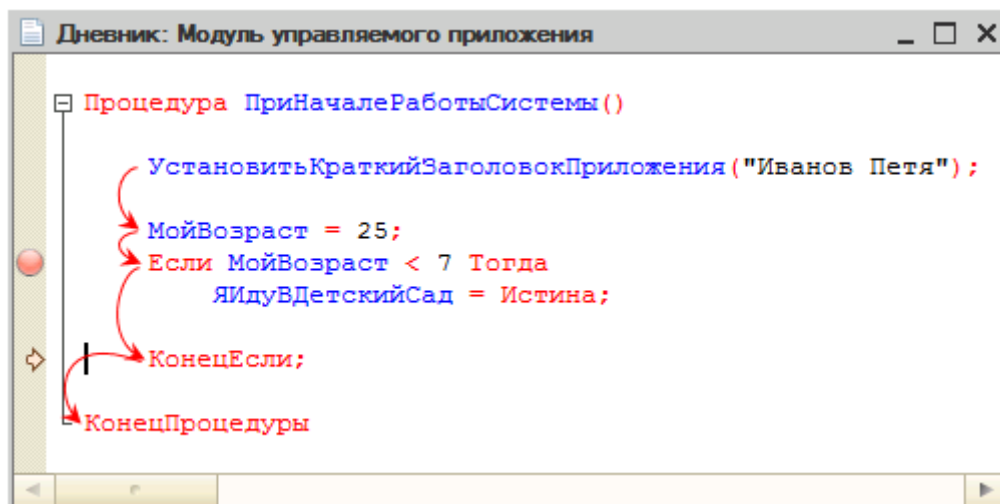 Дневник: Модуль управляемого приложения
Процедура ПриНачалеРаботыСистемы()
УстановитьКраткийЗаголовокПриложения("Иванов Петя");
МойВозраст = 25;
Если МойВозраст < 7 Тогда
ЯИдуВДетскийСад = Истина;
КонецЕсли;
КонецПроцедуры